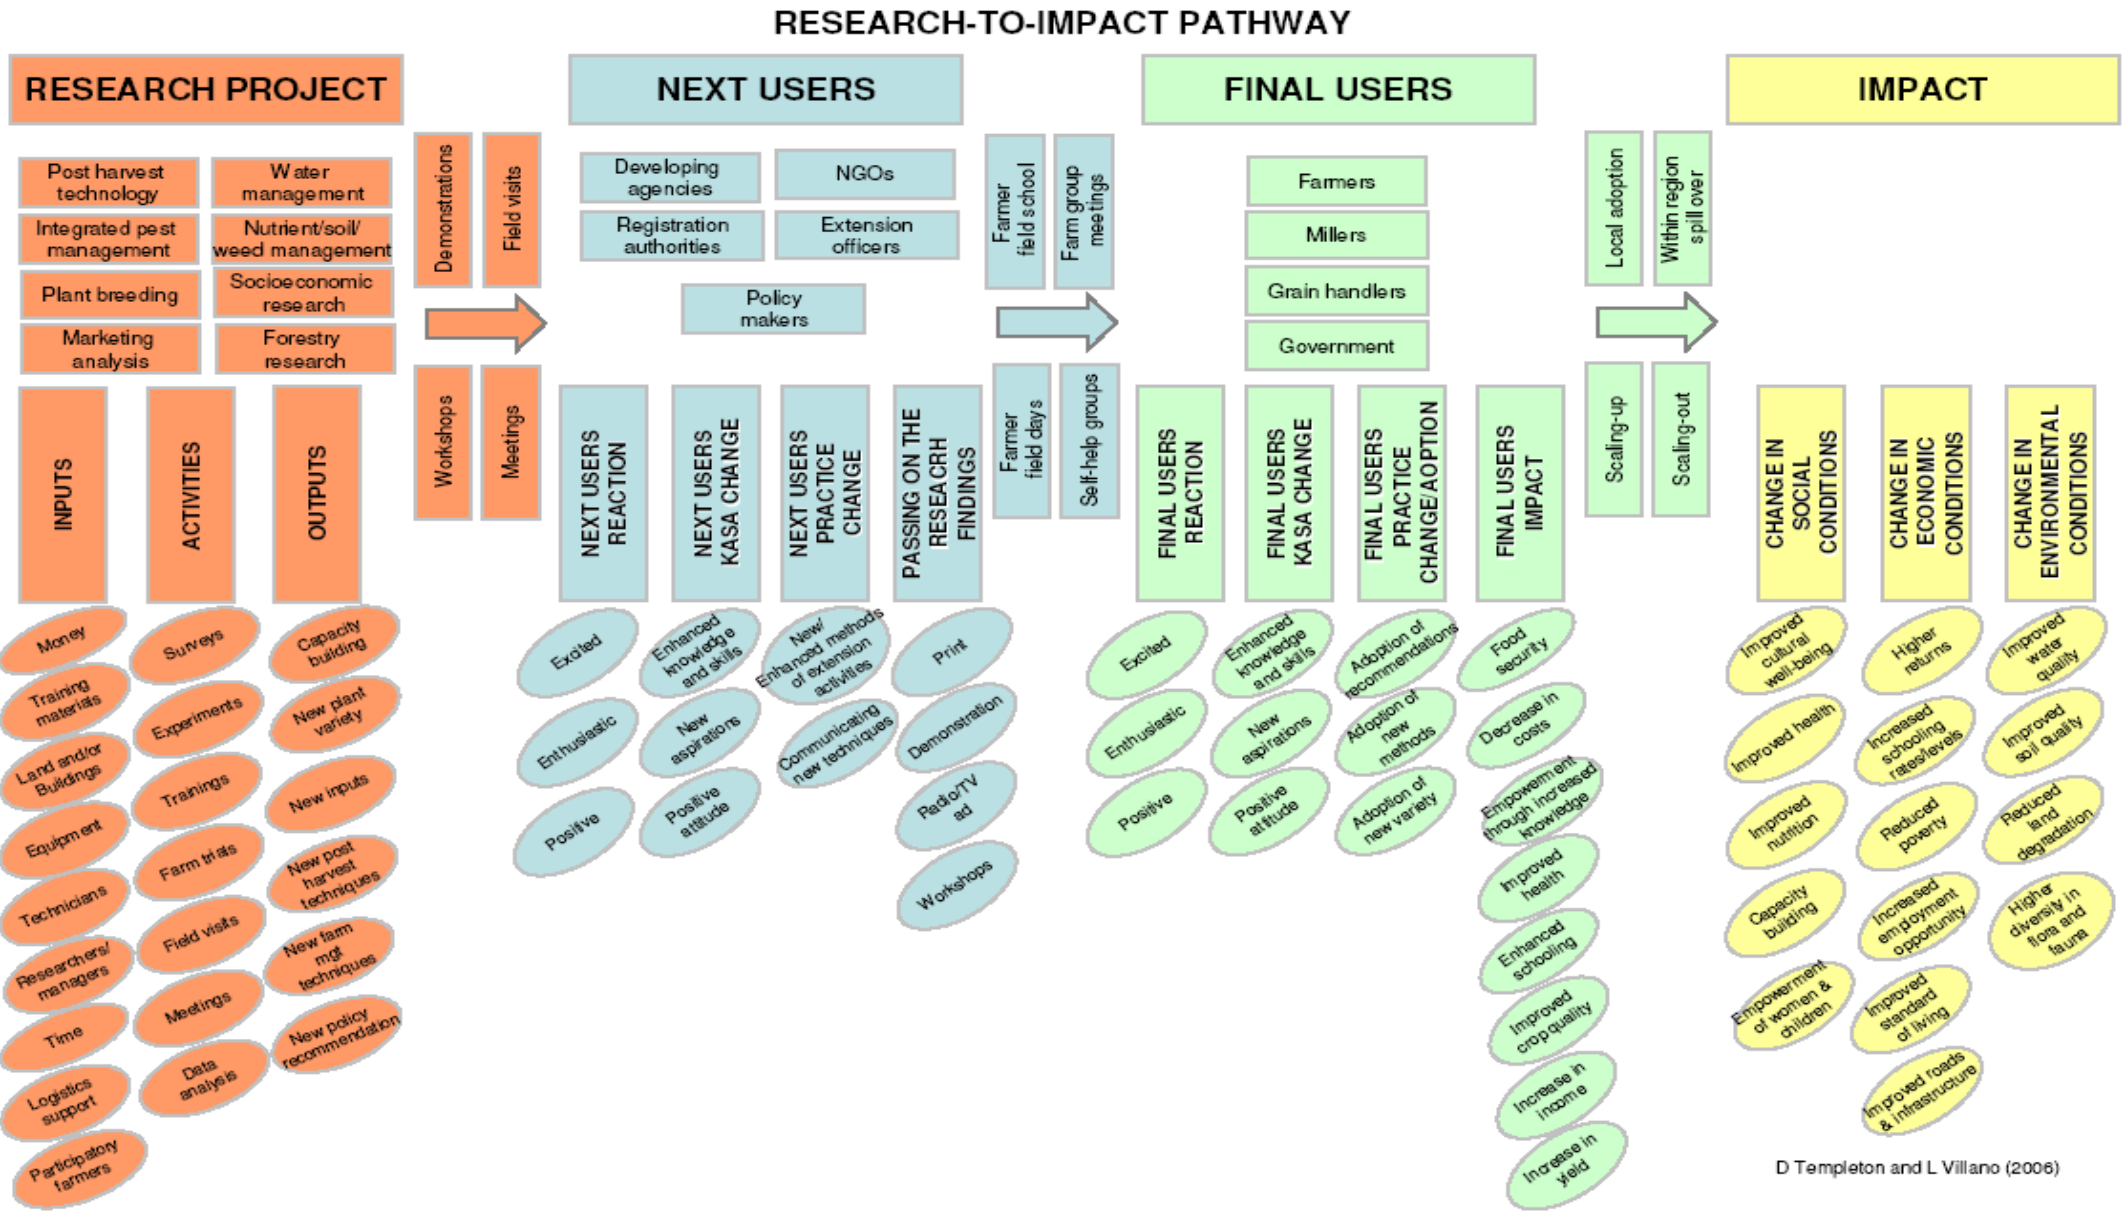 RESEARCH-TO-IMPACT PATHWAY
RESEARCH PROJECT
Post harvest
technology
Water
management
Integrated pest
management
Nutrient/soil/
weed management
Plant breeding
Socioeconomic
research
Marketing
analysis
Forestry
research
INPUTS
Money
Training
materials
Land and/or
Buildings
Equipment
Technicians
Researchers/
managers
Time
Logistics
support
Participatory
farmers
ACTIVITIES
Surveys
Experiments
Trainings
Farm trials
Field visits
Meetings
Data
analysis
OUTPUTS
Capacity
building
New plant
variety
New inputs
New post
harvest
techniques
New farm
mgt
techniques
New policy
recommendation
Demonstrations
Field visits
Workshops
Meetings
NEXT USERS
Developing
agencies
NGOs
Registration
authorities
Extension
officers
Policy
makers
NEXT USERS
REACTION
Excited
Enthusiastic
Positive
NEXT USERS
KASA CHANGE
Enhanced
knowledge
and skills
New
aspirations
Positive
attitude
NEXT USERS
PRACTICE
CHANGE
New/
Enhanced methods
of extension
activities
Communicating
new techniques
PASSING ON THE
RESEACRH
FINDINGS
Print
Demonstration
Radio/TV
ad
Workshops
Farmer
field school
Farm group
meetings
Farmer
field days
Self-help groups
FINAL USERS
Farmers
Millers
Grain handlers
Government
FINAL USERS
REACTION
Excited
Enthusiastic
Positive
FINAL USERS
KASA CHANGE
Enhanced
knowledge
and skills
New
aspirations
Positive
attitude
FINAL USERS
PRACTICE
CHANGE/AOPTION
Adoption of
recommendations
Adoption of
new
methods
Adoption of
new variety
FINAL USERS
IMPACT
Food
security
Decrease in
costs
Empowerment
through increased
knowledge
Improved
health
Enhanced
schooling
Improved
crop quality
Increase in
income
Increase in
yield
Local adoption
Within region
spill over
Scaling-up
Scaling-out
IMPACT
CHANGE IN
SOCIAL
CONDITIONS
Improved
cultural
well-being
Improved health
Improved
nutrition
Capacity
building
Empowerment
of women &
children
CHANGE IN
ECONOMIC
CONDITIONS
Higher
returns
Increased
schooling
rates/levels
Reduced
poverty
Increased
employment
opportunity
Improved
standard
of living
Improved roads
& infrastructure
CHANGE IN
ENVIRONMENTAL
CONDITIONS
Improved
water
quality
Improved
soil quality
Reduced
land
degradation
Higher
diversity in
flora and
fauna
D Templeton and L Villano (2006)